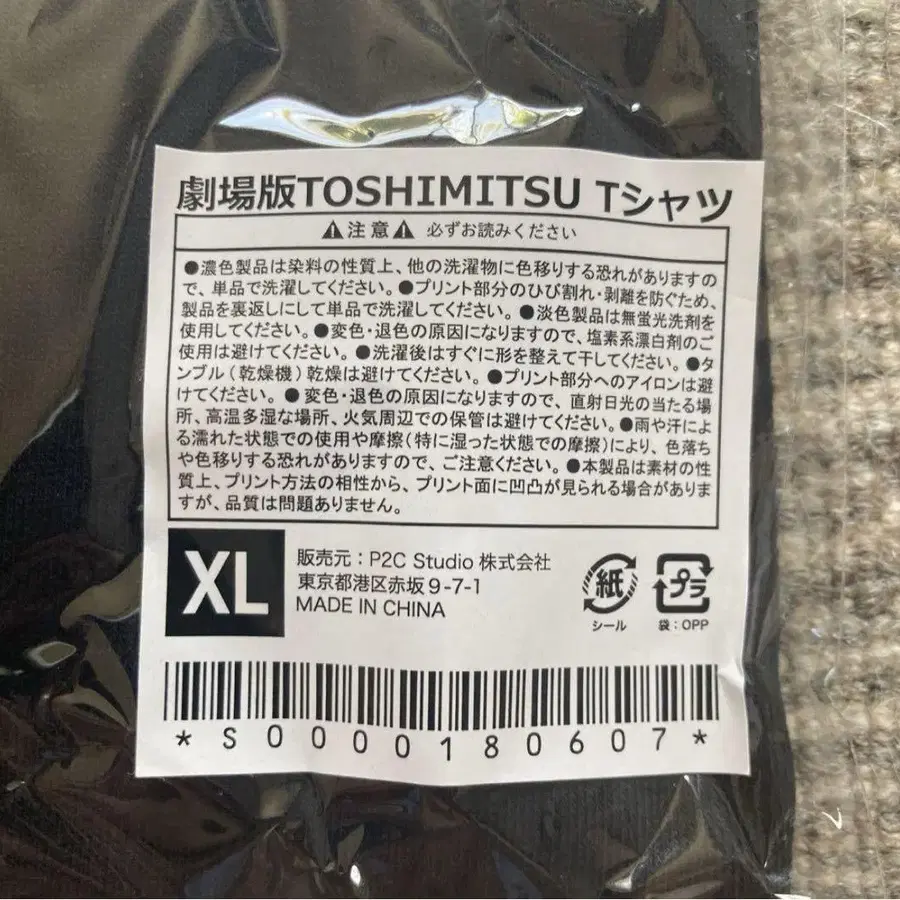 劇場版TOSHIMITSU Tシャツ
⚠注意⚠ 必ずお読みください
●濃色製品は染料の性質上、他の洗濯物に色移りする恐れがありますの
で、単品で洗濯してください。●プリント部分のひび割れ・剥離を防ぐため、
製品を裏返しにして単品で洗濯してください。●淡色製品は無蛍光洗剤を
使用してください。●変色・退色の原因になりますので、塩素系漂白剤のご
使用は避けてください。●洗濯後はすぐに形を整えて干してください。●タ
ンブル（乾燥機）乾燥は避けてください。●プリント部分へのアイロンは避
けてください。●変色・退色の原因になりますので、直射日光の当たる場
所、高温多湿な場所、火気周辺での保管は避けてください。●雨や汗によ
る濡れた状態での使用や摩擦（特に湿った状態での摩擦）により、色落ち
や色移りする恐れがありますので、ご注意ください。●本製品は素材の性
質上、プリント方法の相性から、プリント面に凹凸が見られる場合がありま
すが、品質は問題ありません。
XL
販売元：P2C Studio 株式会社
東京都港区赤坂9-7-1
MADE IN CHINA
紙
シール
プラ
袋：OPP
*S0000180607*